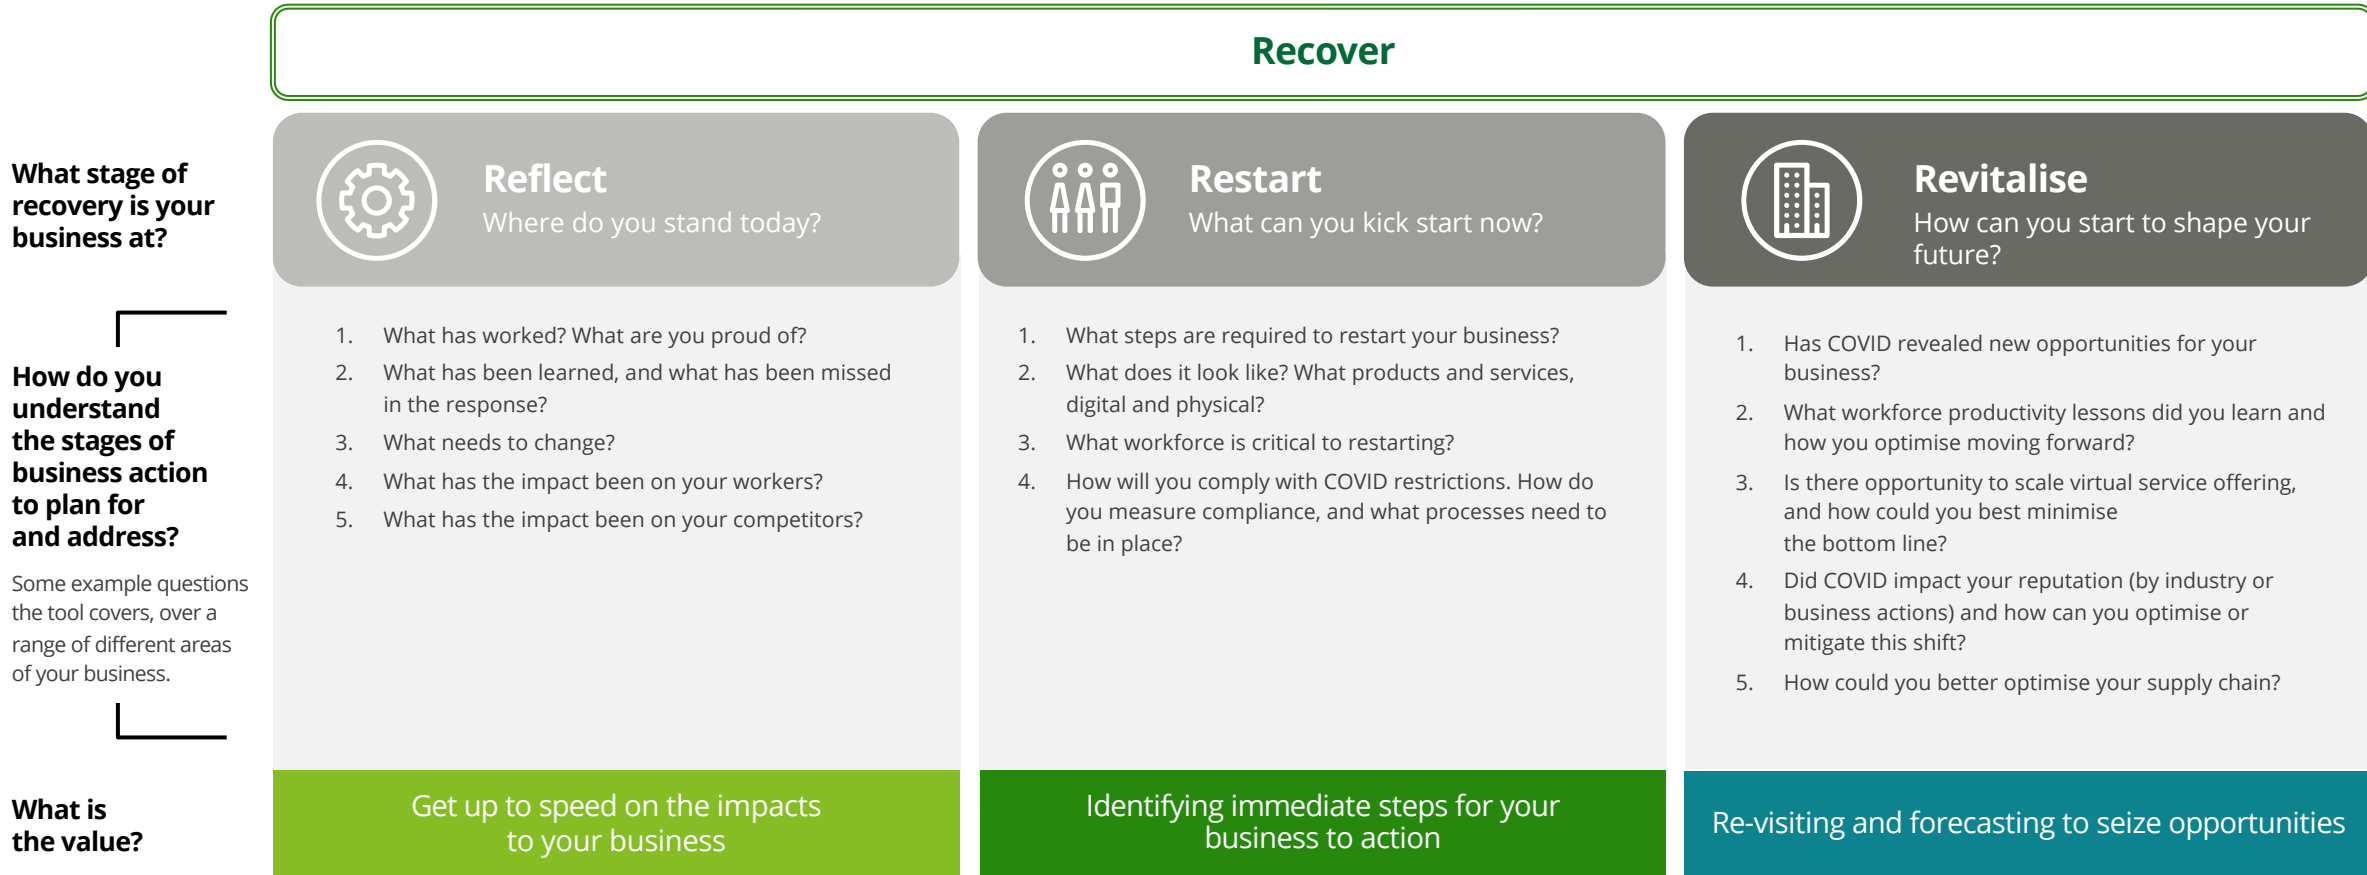 Recover
What stage of
recovery is your
business at?
Reflect
Where do you stand today?
Restart
What can you kick start now?
Revitalise
How can you start to shape your
future?
How do you
understand
the stages of
business action
to plan for
and address?
Some example questions
the tool covers, over a
range of different areas
of your business.
1. What has worked? What are you proud of?
2. What has been learned, and what has been missed
in the response?
3. What needs to change?
4. What has the impact been on your workers?
5. What has the impact been on your competitors?
1. What steps are required to restart your business?
2. What does it look like? What products and services,
digital and physical?
3. What workforce is critical to restarting?
4. How will you comply with COVID restrictions. How do
you measure compliance, and what processes need to
be in place?
1. Has COVID revealed new opportunities for your
business?
2. What workforce productivity lessons did you learn and
how you optimise moving forward?
3. Is there opportunity to scale virtual service offering,
and how could you best minimise
the bottom line?
4. Did COVID impact your reputation (by industry or
business actions) and how can you optimise or
mitigate this shift?
5. How could you better optimise your supply chain?
What is
the value?
Get up to speed on the impacts
to your business
Identifying immediate steps for your
business to action
Re-visiting and forecasting to seize opportunities